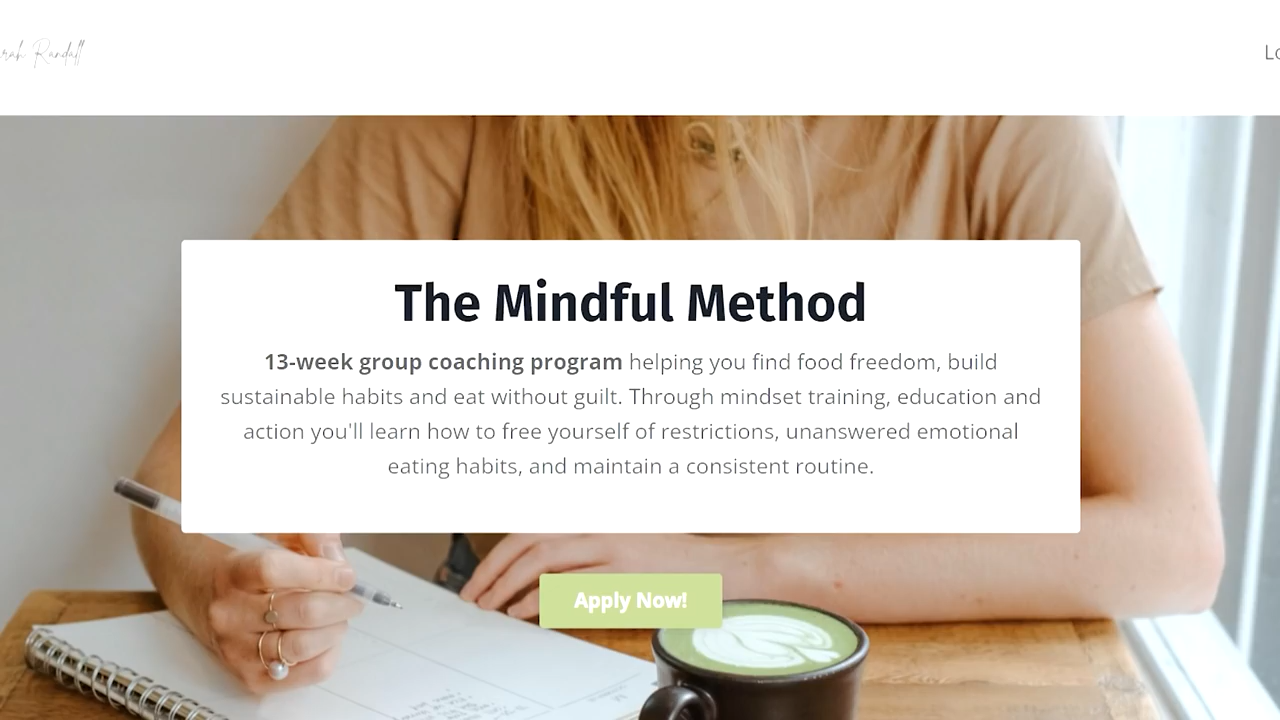 Randall
The Mindful Method
13-week group coaching program helping you find food freedom, build
sustainable habits and eat without guilt. Through mindset training, education and
action you'll learn how to free yourself of restrictions, unanswered emotional
eating habits, and maintain a consistent routine.
Apply Now!